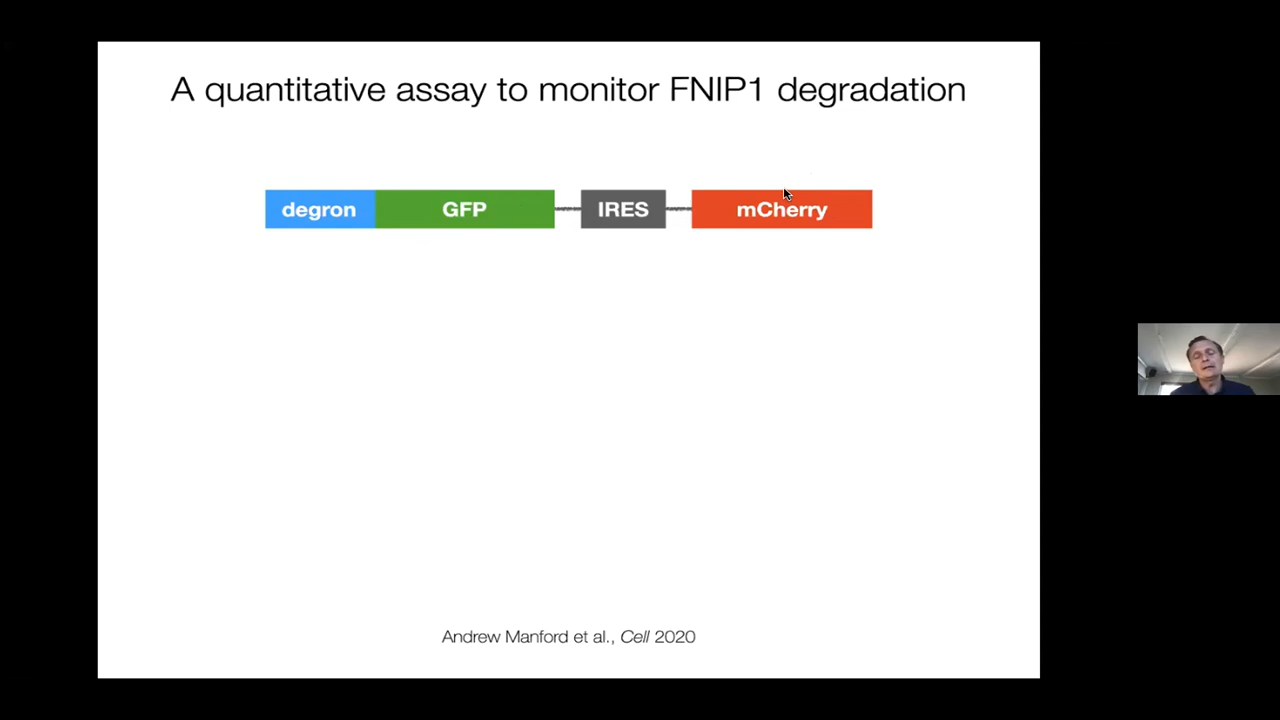 A quantitative assay to monitor FNIP1 degradation
degron GFP IRES mCherry
Andrew Manford et al., Cell 2020